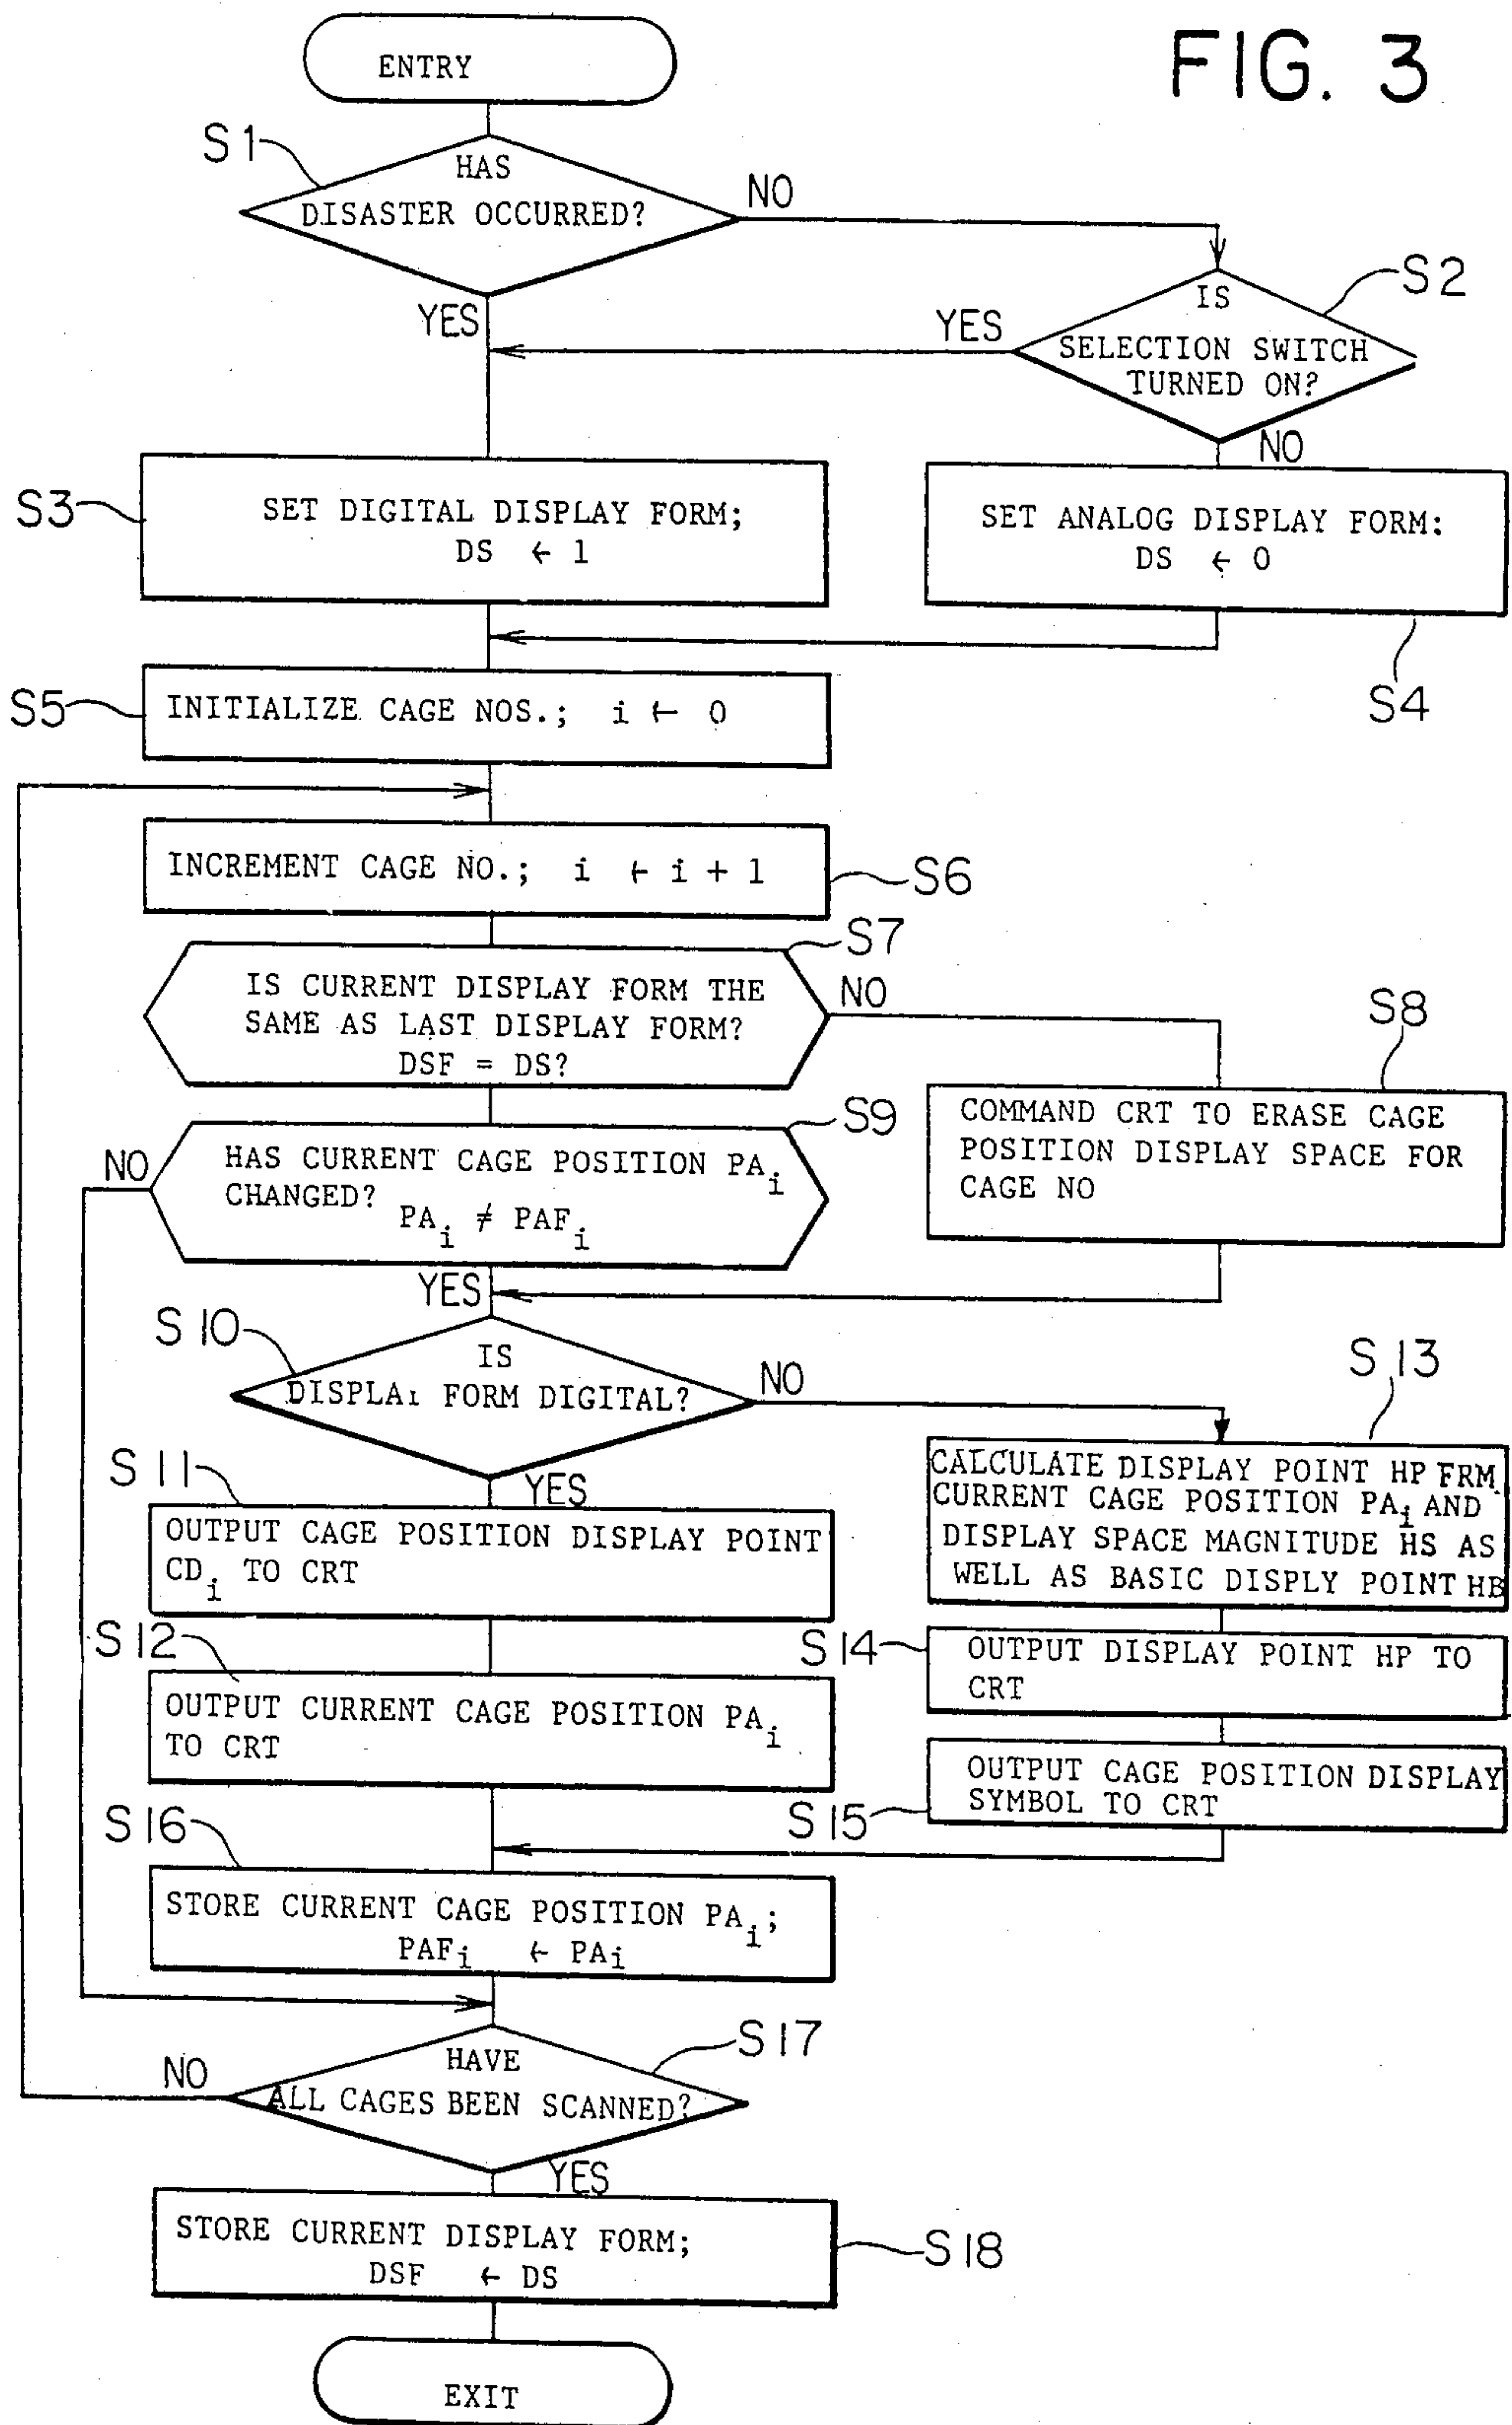 FIG. 3
ENTRY
S1
HAS
DISASTER OCCURRED?
NO
YES
S2
IS
SELECTION SWITCH
TURNED ON?
YES
NO
S3
SET DIGITAL DISPLAY FORM;
DS ← 1
SET ANALOG DISPLAY FORM:
DS ← 0
S4
S5
INITIALIZE CAGE NOS.; i ← 0
INCREMENT CAGE NO.; i ← i + 1
S6
S7
IS CURRENT DISPLAY FORM THE
SAME AS LAST DISPLAY FORM?
DSF = DS?
NO
S8
COMMAND CRT TO ERASE CAGE
POSITION DISPLAY SPACE FOR
CAGE NO
S9
NO
HAS CURRENT CAGE POSITION PAi
CHANGED?
PAi ≠ PAFi
YES
S10
IS
DISPLAı FORM DIGITAL?
NO
YES
S13
CALCULATE DISPLAY POINT HP FRM
CURRENT CAGE POSITION PAi AND
DISPLAY SPACE MAGNITUDE HS AS
WELL AS BASIC DISPLY POINT HB
S11
OUTPUT CAGE POSITION DISPLAY POINT
CDi TO CRT
S12
OUTPUT CURRENT CAGE POSITION PAi
TO CRT
S14
OUTPUT DISPLAY POINT HP TO
CRT
S15
OUTPUT CAGE POSITION DISPLAY
SYMBOL TO CRT
S16
STORE CURRENT CAGE POSITION PAi;
PAFi ← PAi
S17
HAVE
ALL CAGES BEEN SCANNED?
NO
YES
STORE CURRENT DISPLAY FORM;
DSF ← DS
S18
EXIT